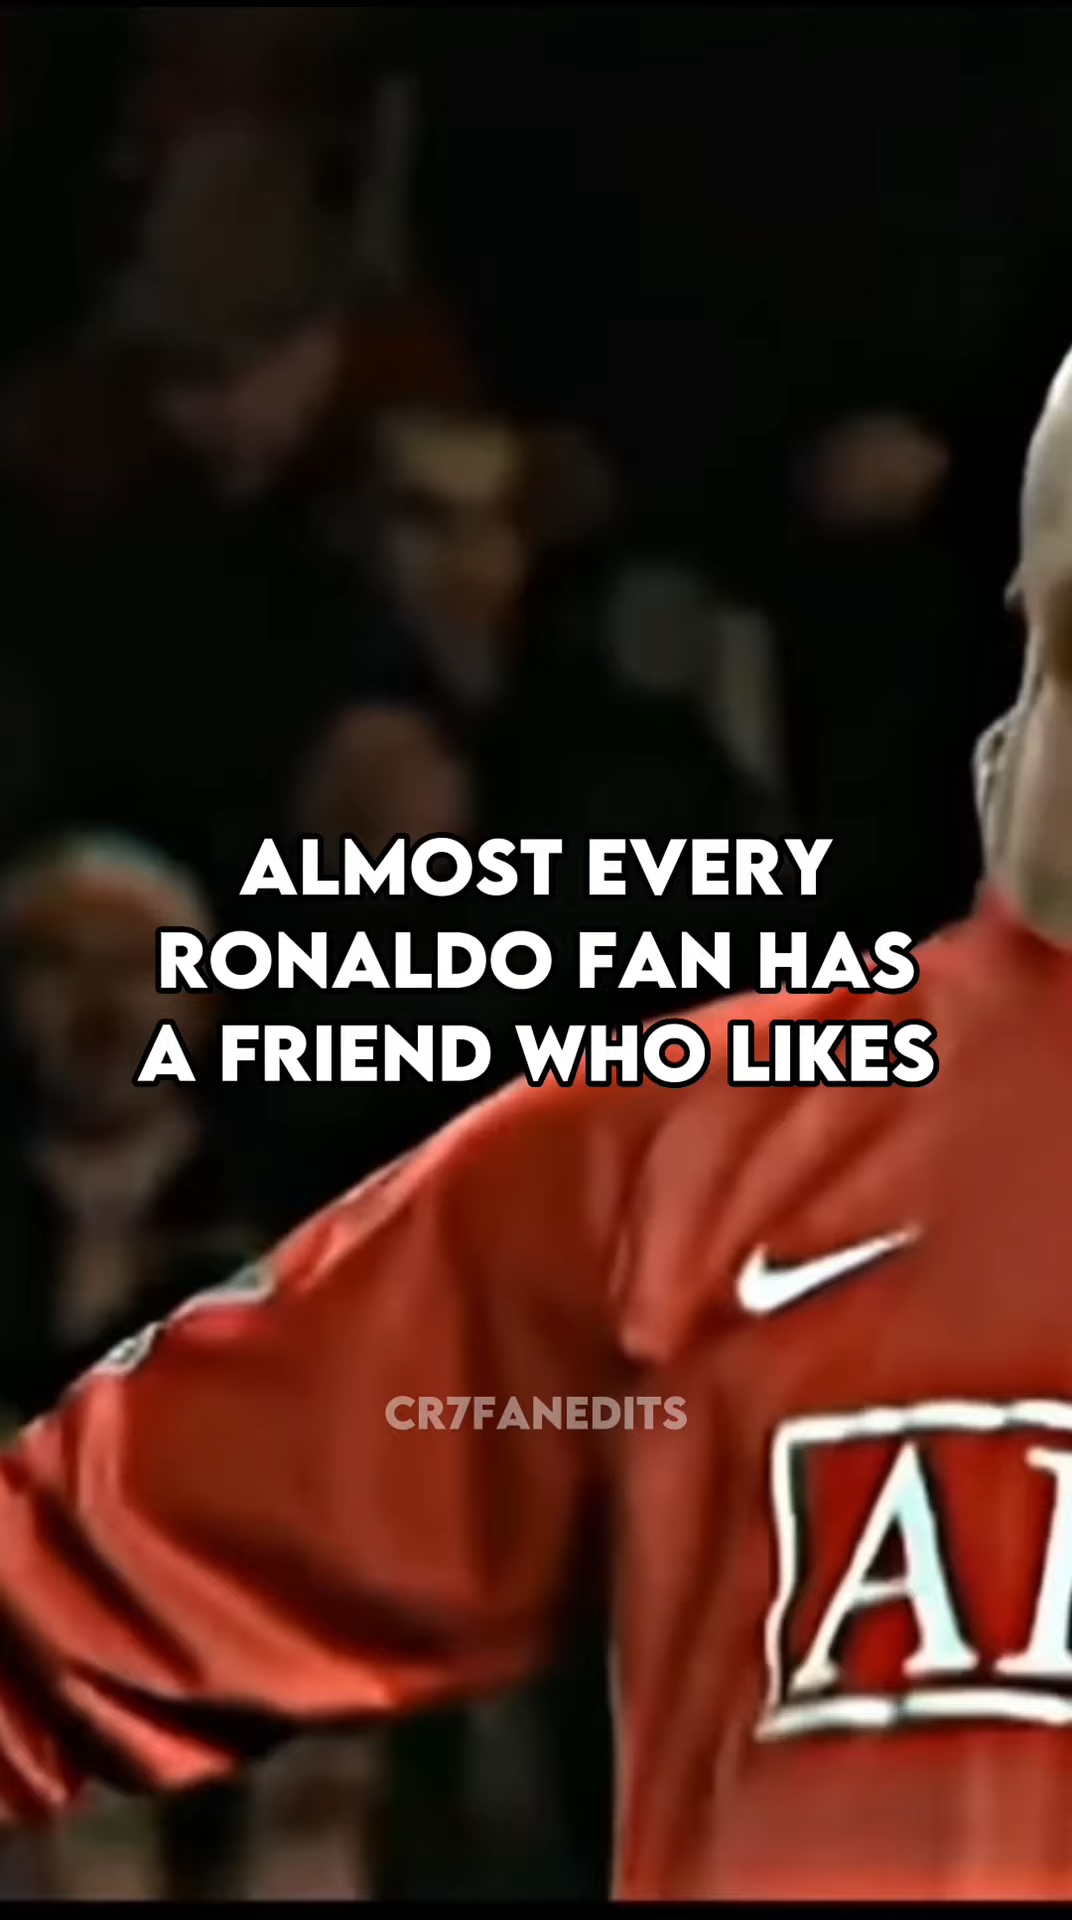 ALMOST EVERY
RONALDO FAN HAS
A FRIEND WHO LIKES
CR7FANEDITS